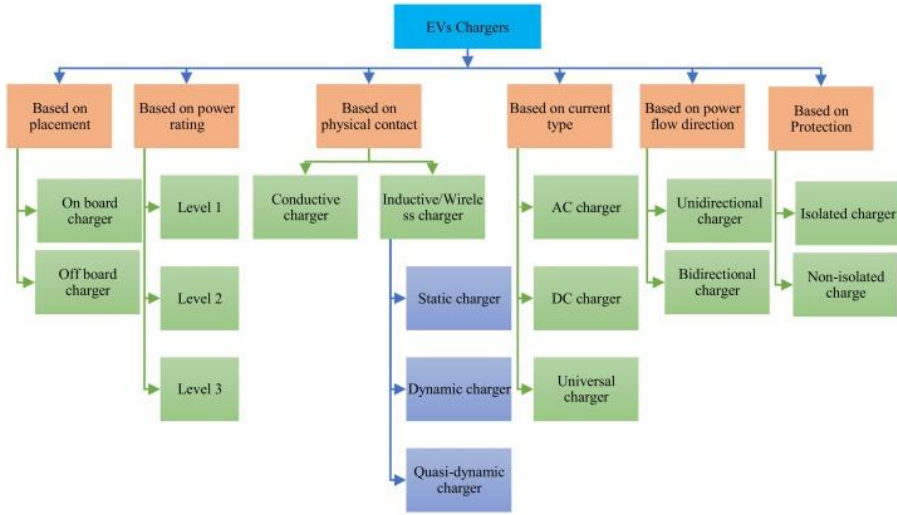 EVs Chargers
Based on
placement
Based on power
rating
Based on
physical contact
Based on current
type
Based on power
flow direction
Based on
Protection
On board
charger
Off board
charger
Level 1
Level 2
Level 3
Conductive
charger
Inductive/Wirele
ss charger
Static charger
Dynamic charger
Quasi-dynamic
charger
AC charger
DC charger
Universal
charger
Unidirectional
charger
Bidirectional
charger
Isolated charger
Non-isolated
charge